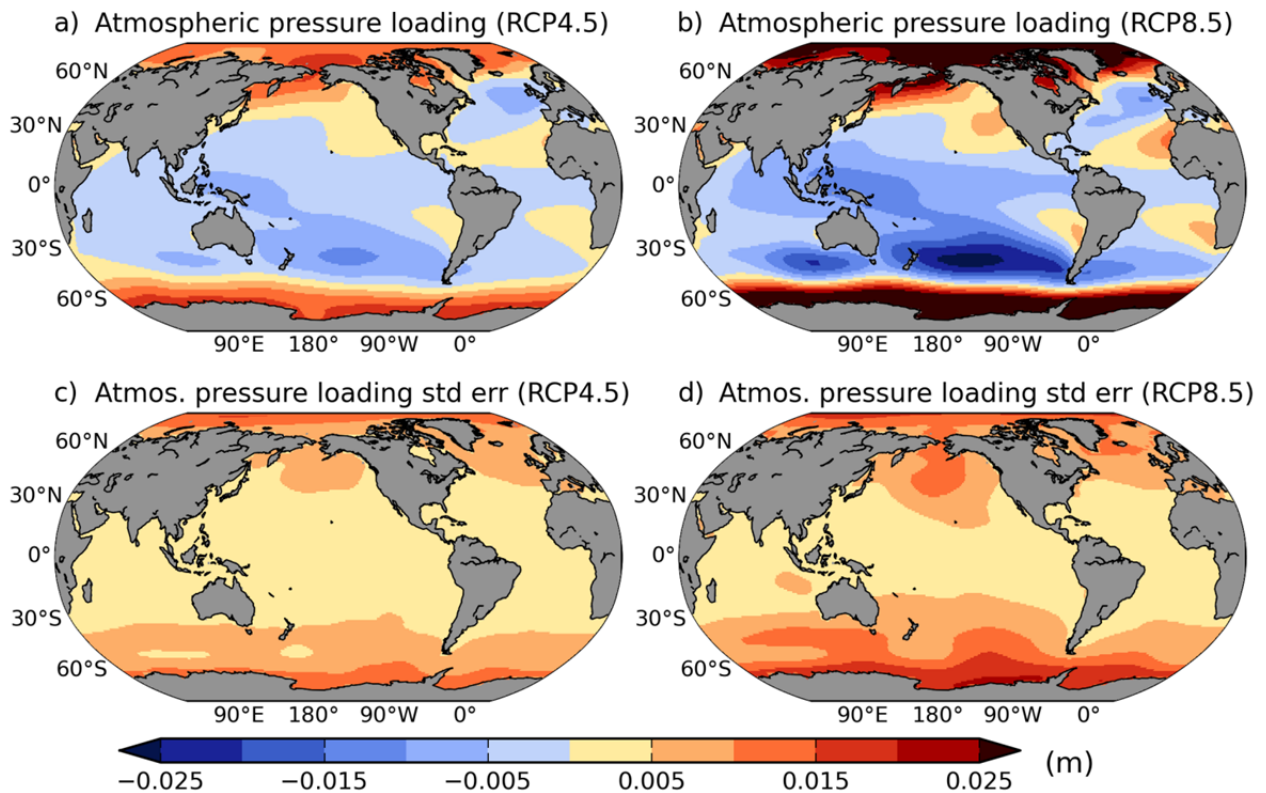 a) Atmospheric pressure loading (RCP4.5)
b) Atmospheric pressure loading (RCP8.5)
60°N
30°N
0°
30°S
60°S
90°E 180° 90°W 0°
60°N
30°N
0°
30°S
60°S
90°E 180° 90°W 0°
c) Atmos. pressure loading std err (RCP4.5)
d) Atmos. pressure loading std err (RCP8.5)
60°N
30°N
0°
30°S
60°S
90°E 180° 90°W 0°
60°N
30°N
0°
30°S
60°S
90°E 180° 90°W 0°
−0.025 −0.015 −0.005 0.005 0.015 0.025 (m)